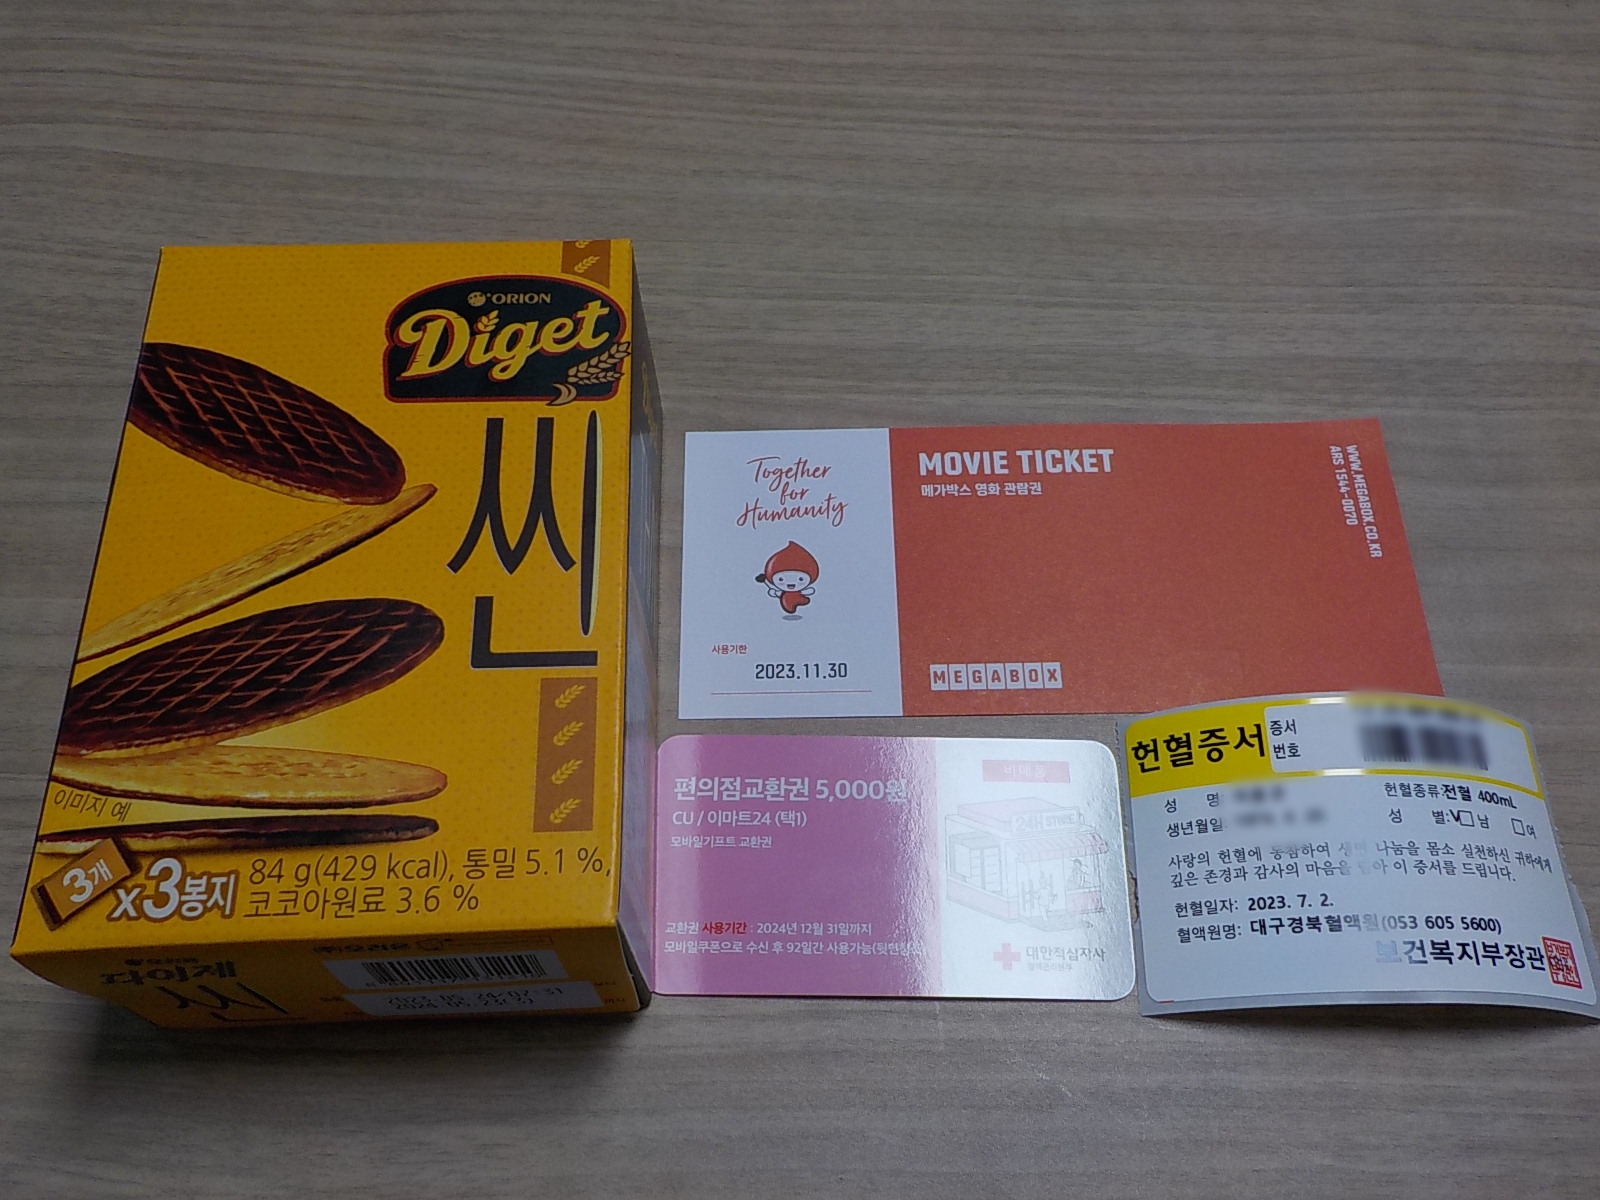 ORION
Diget
씬
이미지 예
3개
x3봉지
84 g(429 kcal), 통밀 5.1 %,
코코아원료 3.6 %
다이제
씬
Together
for
Humanity
사용기한
2023.11.30
MOVIE TICKET
메가박스 영화 관람권
MEGABOX
WWW.MEGABOX.CO.KR
ARS 1544-0070
편의점교환권 5,000원
CU / 이마트24 (택1)
모바일기프트 교환권
교환권 사용기간 : 2024년 12월 31일까지
모바일쿠폰으로 수신 후 92일간 사용가능
비매품
24H STORE
대한적십자사
헌혈증서
증서
번호
성 명
헌혈종류:전혈 400mL
생년월일
성 별:V□남 □여
사랑의 헌혈에 동참하여 생명 나눔을 몸소 실천하신 귀하에게
깊은 존경과 감사의 마음을 담아 이 증서를 드립니다.
헌혈일자: 2023. 7. 2.
혈액원명: 대구경북혈액원(053 605 5600)
보건복지부장관